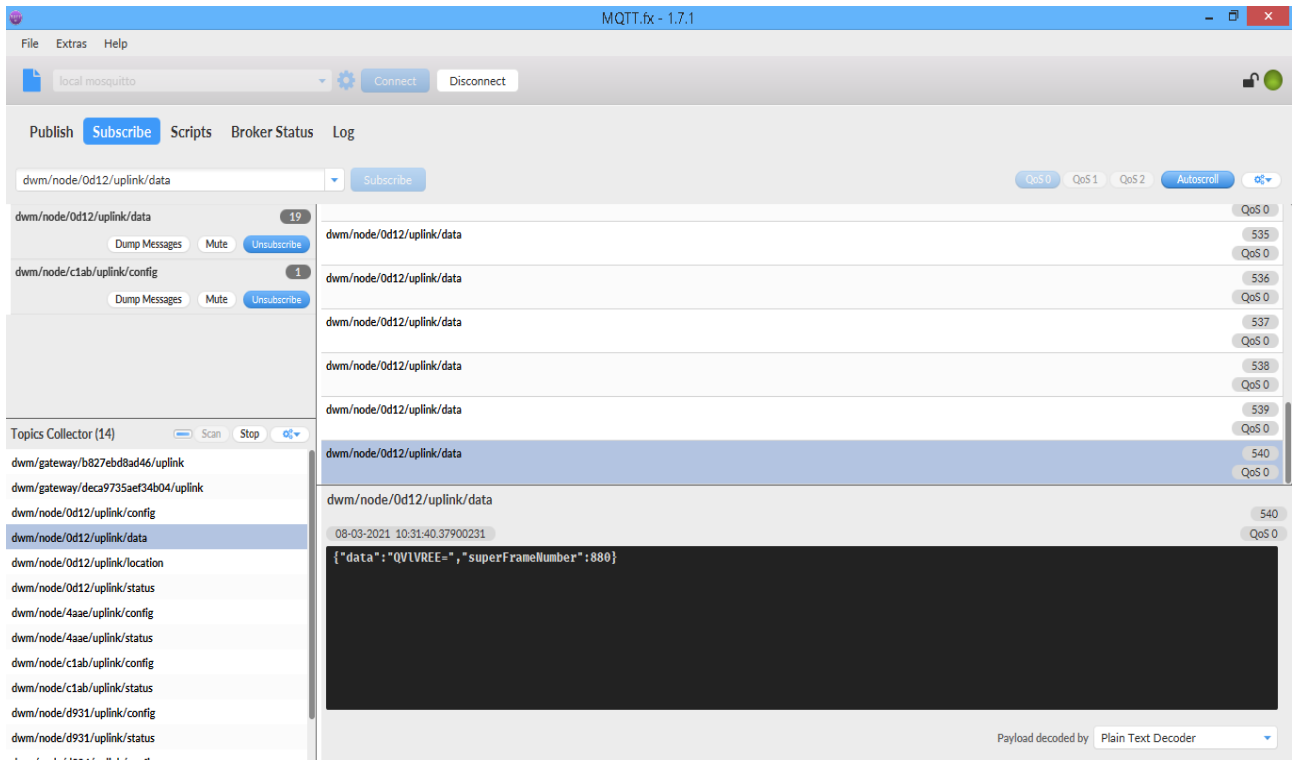 MQTT.fx - 1.7.1
File Extras Help
local mosquitto Connect Disconnect
Publish Subscribe Scripts Broker Status Log
dwm/node/0d12/uplink/data Subscribe QoS 0 QoS 1 QoS 2 Autoscroll
dwm/node/0d12/uplink/data 19
Dump Messages Mute Unsubscribe
dwm/node/c1ab/uplink/config 1
Dump Messages Mute Unsubscribe
QoS 0
dwm/node/0d12/uplink/data 535
QoS 0
dwm/node/0d12/uplink/data 536
QoS 0
dwm/node/0d12/uplink/data 537
QoS 0
dwm/node/0d12/uplink/data 538
QoS 0
dwm/node/0d12/uplink/data 539
QoS 0
dwm/node/0d12/uplink/data 540
QoS 0
Topics Collector (14) Scan Stop
dwm/gateway/b827ebd8ad46/uplink
dwm/gateway/deca9735aef34b04/uplink
dwm/node/0d12/uplink/config
dwm/node/0d12/uplink/data
dwm/node/0d12/uplink/location
dwm/node/0d12/uplink/status
dwm/node/4aae/uplink/config
dwm/node/4aae/uplink/status
dwm/node/c1ab/uplink/config
dwm/node/c1ab/uplink/status
dwm/node/d931/uplink/config
dwm/node/d931/uplink/status
dwm/node/0d12/uplink/data
540
08-03-2021 10:31:40.37900231 QoS 0
{"data":"QVlVREE=","superFrameNumber":880}
Payload decoded by Plain Text Decoder